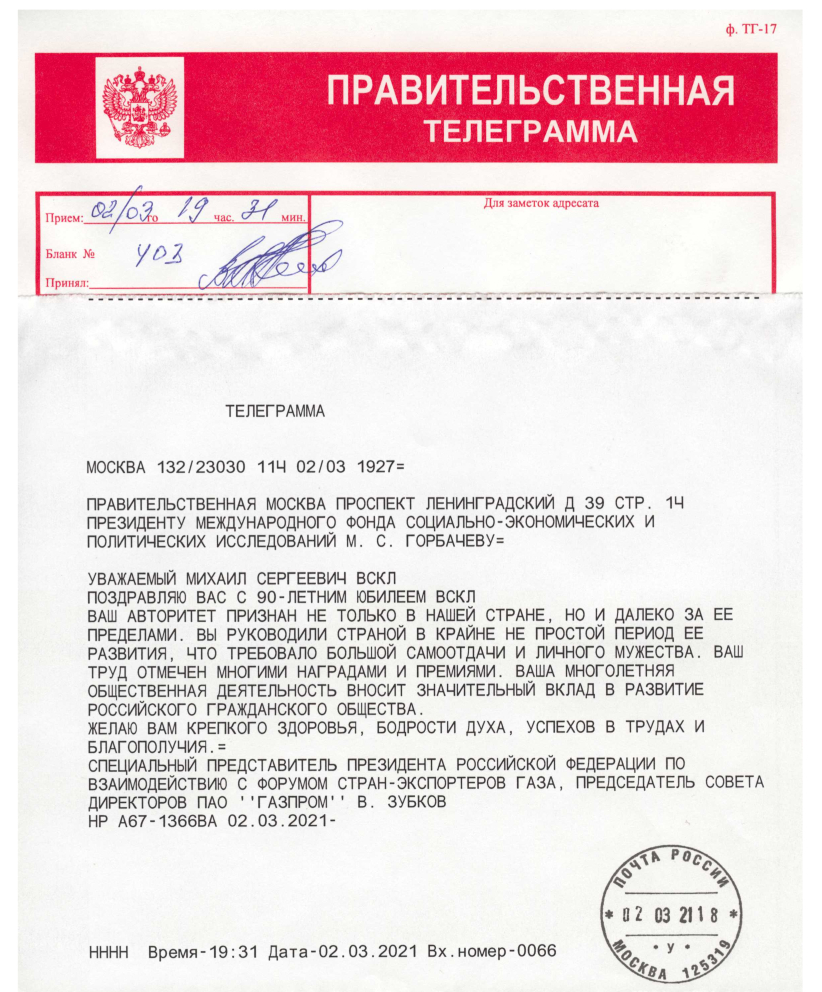 ф. ТГ-17
ПРАВИТЕЛЬСТВЕННАЯ
ТЕЛЕГРАММА
Прием: 02/03 го 19 час. 31 мин.
Для заметок адресата
Бланк № 403
Принял:
ТЕЛЕГРАММА
МОСКВА 132/23030 11Ч 02/03 1927=
ПРАВИТЕЛЬСТВЕННАЯ МОСКВА ПРОСПЕКТ ЛЕНИНГРАДСКИЙ Д 39 СТР. 1Ч
ПРЕЗИДЕНТУ МЕЖДУНАРОДНОГО ФОНДА СОЦИАЛЬНО-ЭКОНОМИЧЕСКИХ И
ПОЛИТИЧЕСКИХ ИССЛЕДОВАНИЙ М. С. ГОРБАЧЕВУ=
УВАЖАЕМЫЙ МИХАИЛ СЕРГЕЕВИЧ ВСКЛ
ПОЗДРАВЛЯЮ ВАС С 90-ЛЕТНИМ ЮБИЛЕЕМ ВСКЛ
ВАШ АВТОРИТЕТ ПРИЗНАН НЕ ТОЛЬКО В НАШЕЙ СТРАНЕ, НО И ДАЛЕКО ЗА ЕЕ
ПРЕДЕЛАМИ. ВЫ РУКОВОДИЛИ СТРАНОЙ В КРАЙНЕ НЕ ПРОСТОЙ ПЕРИОД ЕЕ
РАЗВИТИЯ, ЧТО ТРЕБОВАЛО БОЛЬШОЙ САМООТДАЧИ И ЛИЧНОГО МУЖЕСТВА. ВАШ
ТРУД ОТМЕЧЕН МНОГИМИ НАГРАДАМИ И ПРЕМИЯМИ. ВАША МНОГОЛЕТНЯЯ
ОБЩЕСТВЕННАЯ ДЕЯТЕЛЬНОСТЬ ВНОСИТ ЗНАЧИТЕЛЬНЫЙ ВКЛАД В РАЗВИТИЕ
РОССИЙСКОГО ГРАЖДАНСКОГО ОБЩЕСТВА.
ЖЕЛАЮ ВАМ КРЕПКОГО ЗДОРОВЬЯ, БОДРОСТИ ДУХА, УСПЕХОВ В ТРУДАХ И
БЛАГОПОЛУЧИЯ.=
СПЕЦИАЛЬНЫЙ ПРЕДСТАВИТЕЛЬ ПРЕЗИДЕНТА РОССИЙСКОЙ ФЕДЕРАЦИИ ПО
ВЗАИМОДЕЙСТВИЮ С ФОРУМОМ СТРАН-ЭКСПОРТЕРОВ ГАЗА, ПРЕДСЕДАТЕЛЬ СОВЕТА
ДИРЕКТОРОВ ПАО ''ГАЗПРОМ'' В. ЗУБКОВ
НР А67-1366ВА 02.03.2021-
ПОЧТА РОССИИ
* 02 03 2118 *
• У •
МОСКВА 125319
НННН Время-19:31 Дата-02.03.2021 Вх.номер-0066